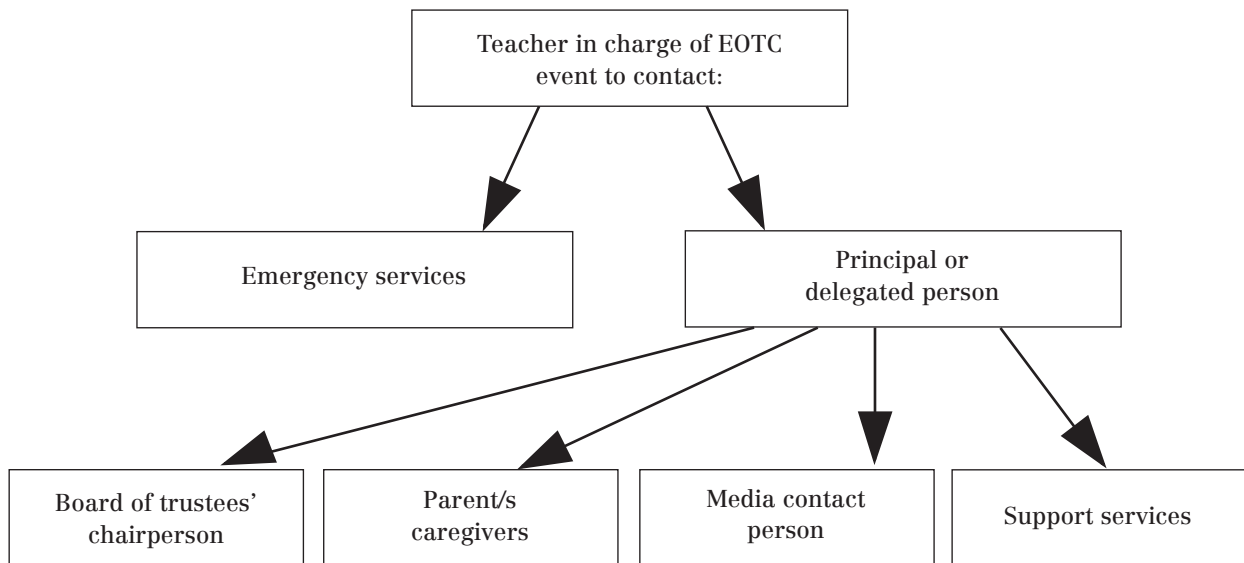 Teacher in charge of EOTC
event to contact:
Emergency services
Principal or
delegated person
Board of trustees’
chairperson
Parent/s
caregivers
Media contact
person
Support services